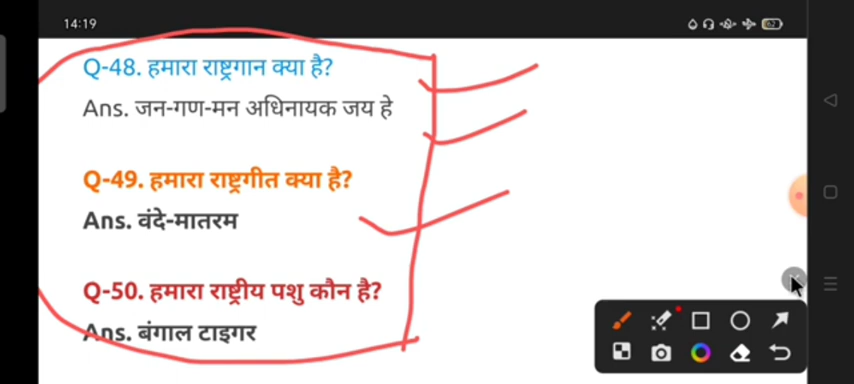 14:19
Q-48. हमारा राष्ट्रगान क्या है?
Ans. जन-गण-मन अधिनायक जय हे
Q-49. हमारा राष्ट्रगीत क्या है?
Ans. वंदे-मातरम
Q-50. हमारा राष्ट्रीय पशु कौन है?
Ans. बंगाल टाइगर